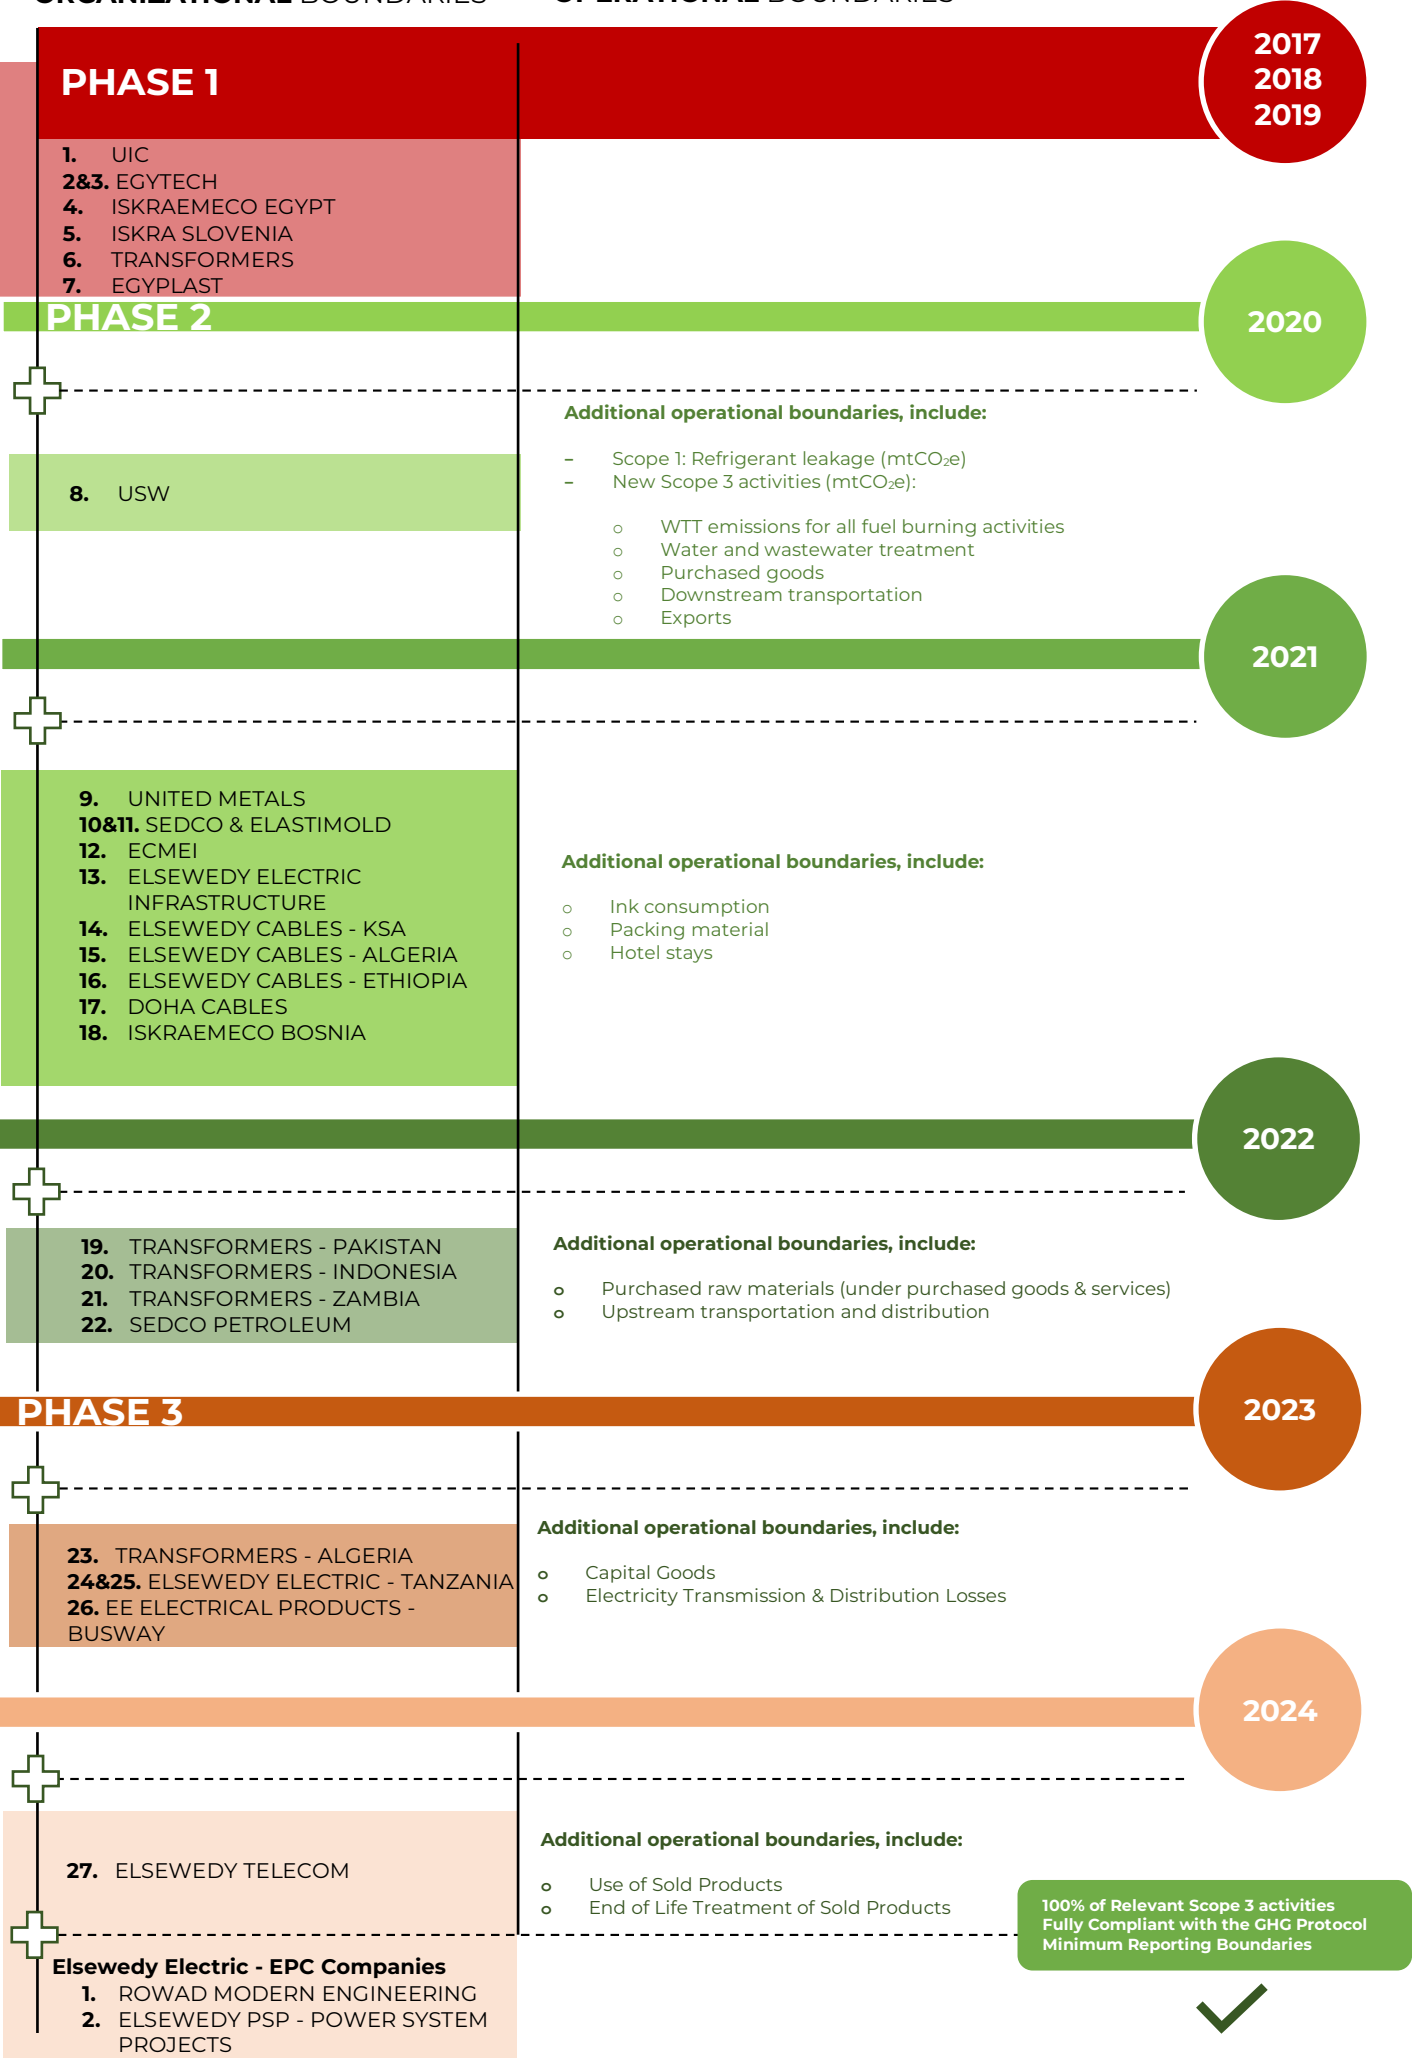 ORGANIZATIONAL BOUNDARIES
OPERATIONAL BOUNDARIES
PHASE 1
2017
2018
2019
1. UIC
2&3. EGYTECH
4. ISKRAEMECO EGYPT
5. ISKRA SLOVENIA
6. TRANSFORMERS
7. EGYPLAST
PHASE 2
2020
Additional operational boundaries, include:
– Scope 1: Refrigerant leakage (mtCO₂e)
– New Scope 3 activities (mtCO₂e):
8. USW
o WTT emissions for all fuel burning activities
o Water and wastewater treatment
o Purchased goods
o Downstream transportation
o Exports
2021
9. UNITED METALS
10&11. SEDCO & ELASTIMOLD
12. ECMEI
13. ELSEWEDY ELECTRIC
INFRASTRUCTURE
14. ELSEWEDY CABLES - KSA
15. ELSEWEDY CABLES - ALGERIA
16. ELSEWEDY CABLES - ETHIOPIA
17. DOHA CABLES
18. ISKRAEMECO BOSNIA
Additional operational boundaries, include:
o Ink consumption
o Packing material
o Hotel stays
2022
19. TRANSFORMERS - PAKISTAN
20. TRANSFORMERS - INDONESIA
21. TRANSFORMERS - ZAMBIA
22. SEDCO PETROLEUM
Additional operational boundaries, include:
o Purchased raw materials (under purchased goods & services)
o Upstream transportation and distribution
PHASE 3
2023
23. TRANSFORMERS - ALGERIA
24&25. ELSEWEDY ELECTRIC - TANZANIA
26. EE ELECTRICAL PRODUCTS -
BUSWAY
Additional operational boundaries, include:
o Capital Goods
o Electricity Transmission & Distribution Losses
2024
27. ELSEWEDY TELECOM
Additional operational boundaries, include:
o Use of Sold Products
o End of Life Treatment of Sold Products
100% of Relevant Scope 3 activities
Fully Compliant with the GHG Protocol
Minimum Reporting Boundaries
Elsewedy Electric - EPC Companies
1. ROWAD MODERN ENGINEERING
2. ELSEWEDY PSP - POWER SYSTEM
PROJECTS